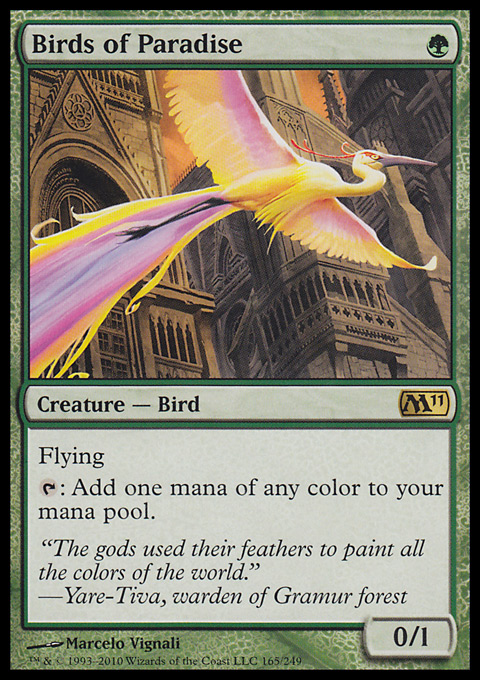 Birds of Paradise
Creature — Bird
M11
Flying
: Add one mana of any color to your
mana pool.
“The gods used their feathers to paint all
the colors of the world.”
—Yare-Tiva, warden of Gramur forest
Marcelo Vignali
0/1
™ & © 1993–2010 Wizards of the Coast LLC 165/249